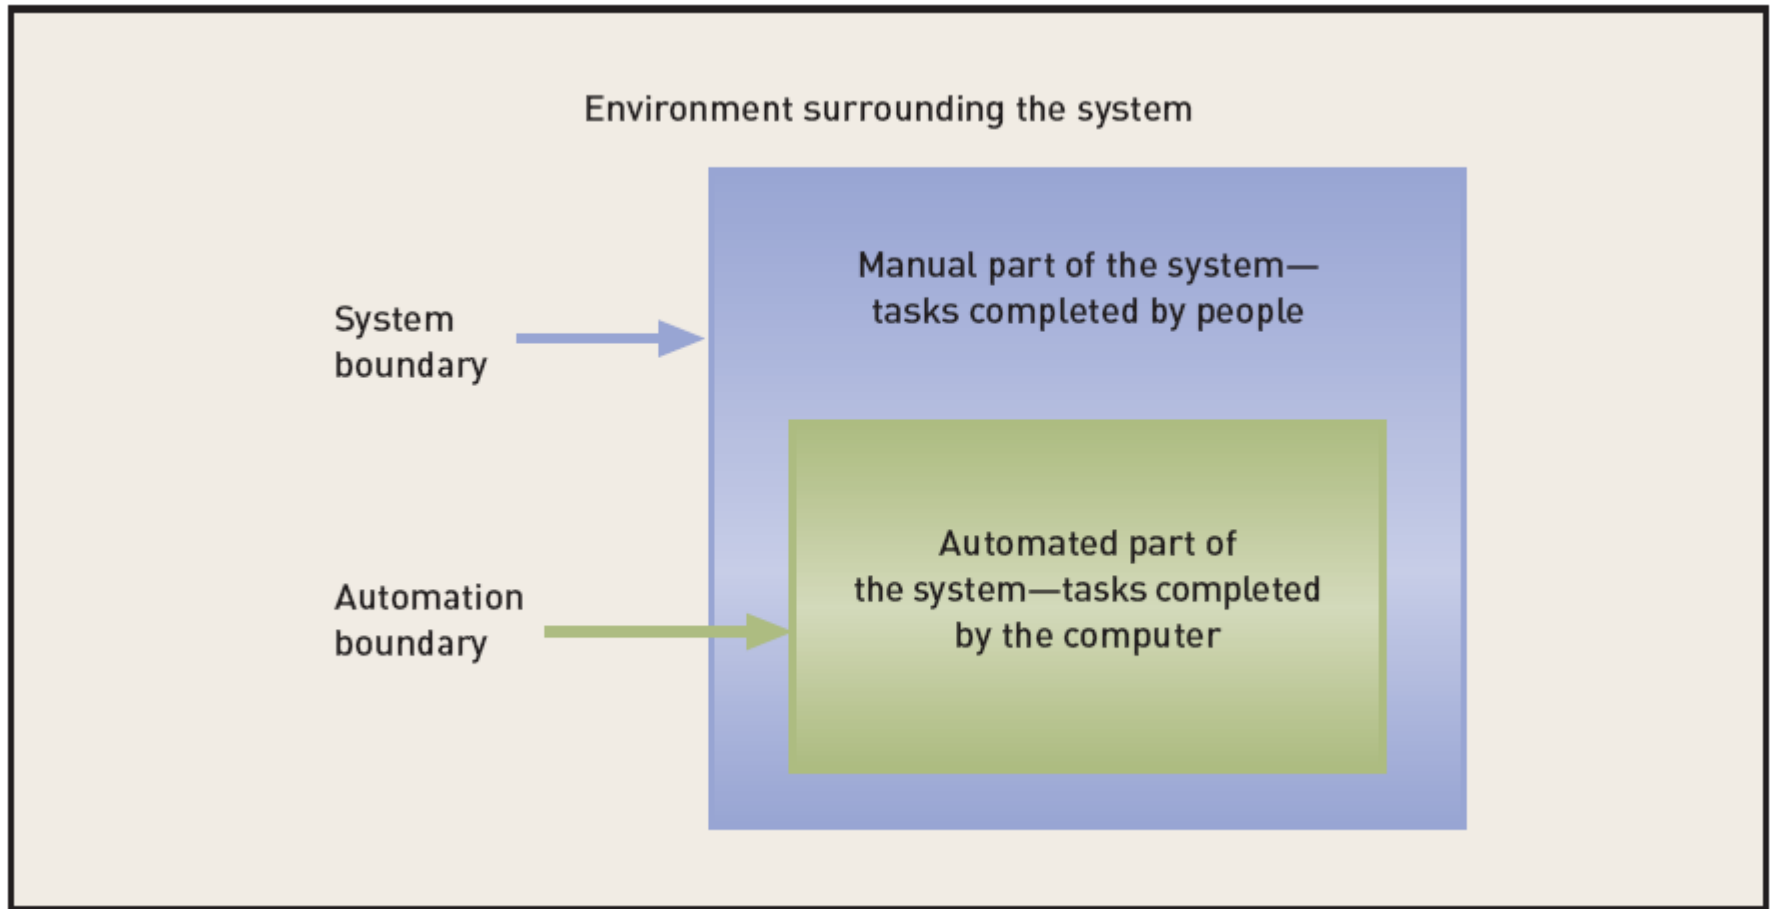 Environment surrounding the system
Manual part of the system—
tasks completed by people
System
boundary
Automated part of
the system—tasks completed
by the computer
Automation
boundary